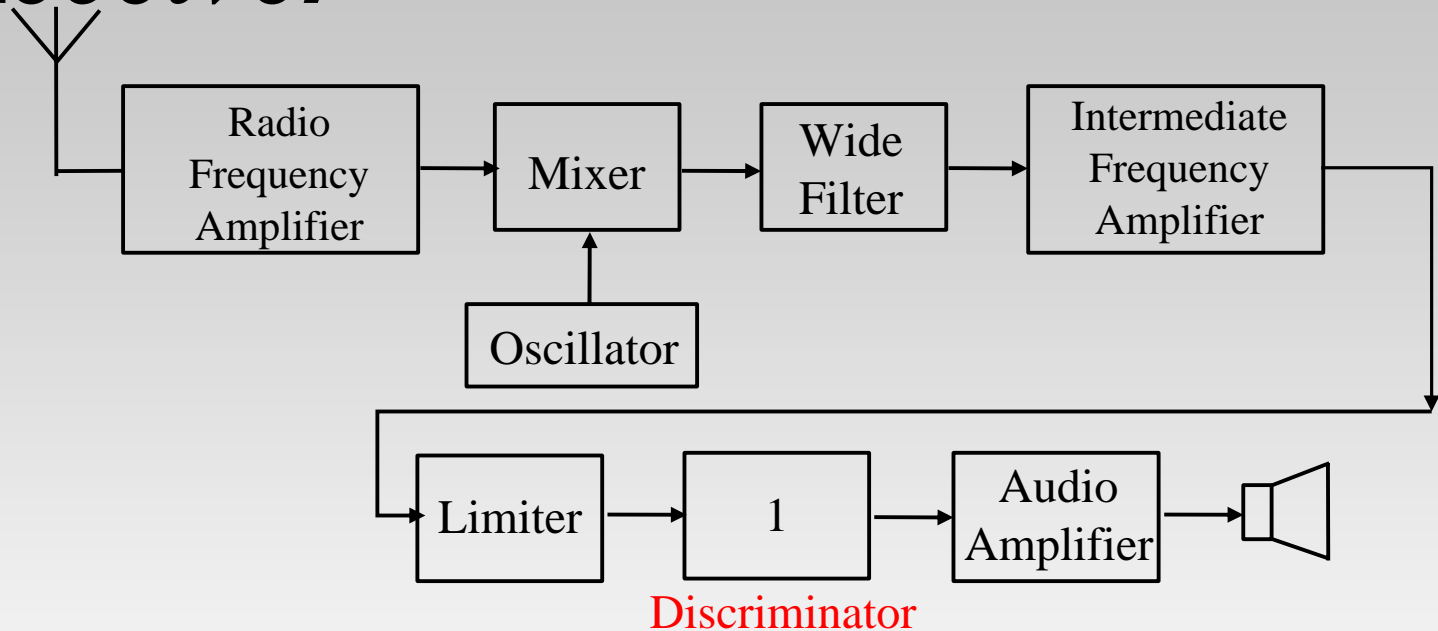 Radio
Frequency
Amplifier
Mixer
Wide
Filter
Intermediate
Frequency
Amplifier
Oscillator
Limiter
1
Audio
Amplifier
Discriminator